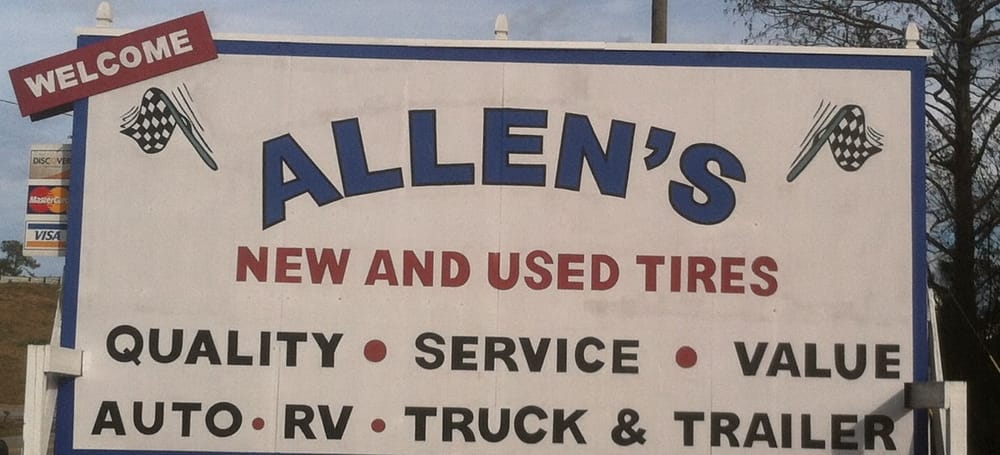 WELCOME
ALLEN'S
DISCOVER
MasterCard
VISA
NEW AND USED TIRES
QUALITY • SERVICE • VALUE
AUTO • RV • TRUCK & TRAILER